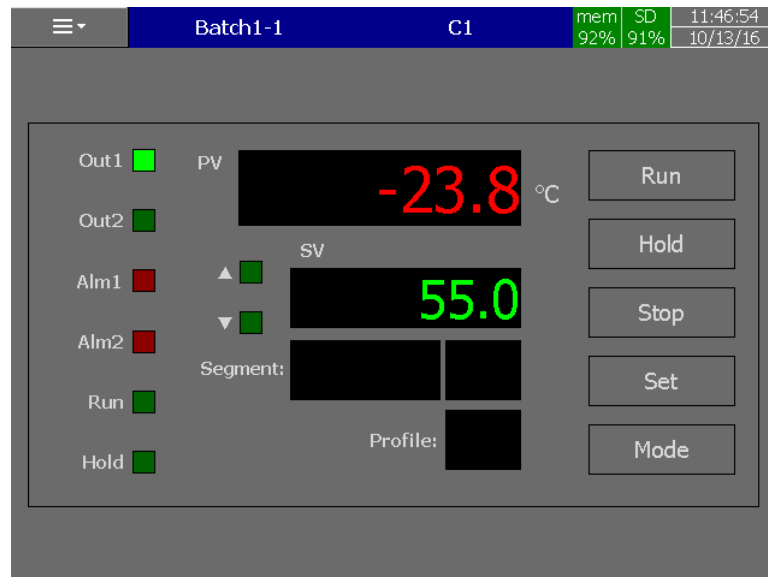 Batch1-1 C1 mem SD 11:46:54
92% 91% 10/13/16
Out1 PV -23.8 °C Run
Out2
SV Hold
Alm1 55.0 Stop
Alm2
Segment: Set
Run
Profile: Mode
Hold